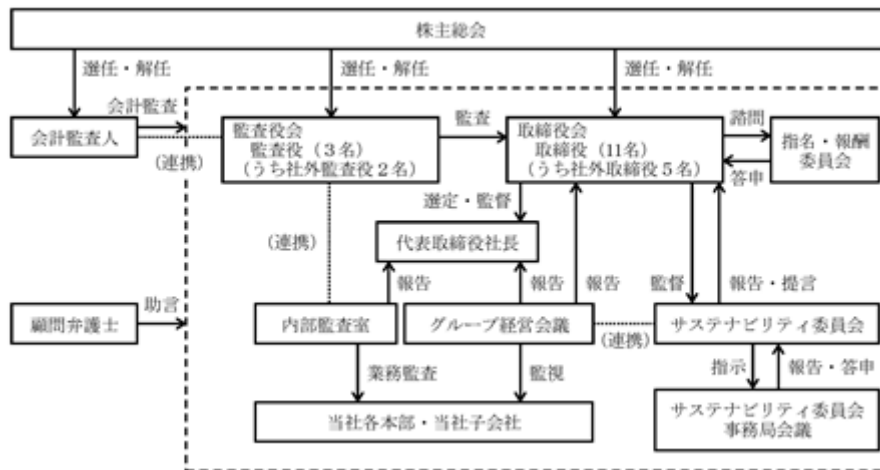 株主総会
選任・解任
選任・解任
選任・解任
会計監査
会計監査人
(連携)
監査役会
監査役（3名）
(うち社外監査役2名)
監査
取締役会
取締役（11名）
(うち社外取締役5名)
諮問
答申
指名・報酬
委員会
選定・監督
(連携)
代表取締役社長
報告
報告
報告
監督
報告・提言
助言
顧問弁護士
内部監査室
グループ経営会議
(連携)
サステナビリティ委員会
業務監査
監視
指示
報告・答申
当社各本部・当社子会社
サステナビリティ委員会
事務局会議